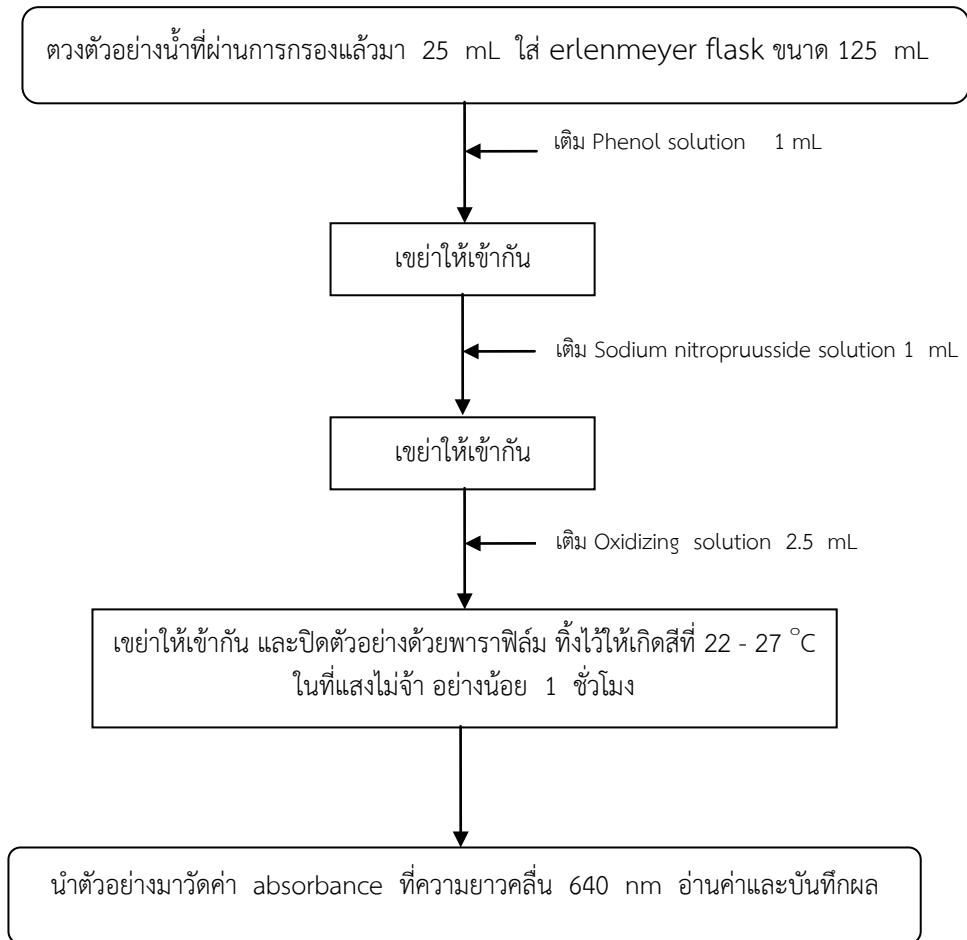 ตวงตัวอย่างน้ำที่ผ่านการกรองแล้วมา 25 mL ใส่ erlenmeyer flask ขนาด 125 mL
เติม Phenol solution 1 mL
เขย่าให้เข้ากัน
เติม Sodium nitropruusside solution 1 mL
เขย่าให้เข้ากัน
เติม Oxidizing solution 2.5 mL
เขย่าให้เข้ากัน และปิดตัวอย่างด้วยพาราฟิล์ม ทิ้งไว้ให้เกิดสีที่ 22 - 27 °C
ในที่แสงไม่จ้า อย่างน้อย 1 ชั่วโมง
นำตัวอย่างมาวัดค่า absorbance ที่ความยาวคลื่น 640 nm อ่านค่าและบันทึกผล